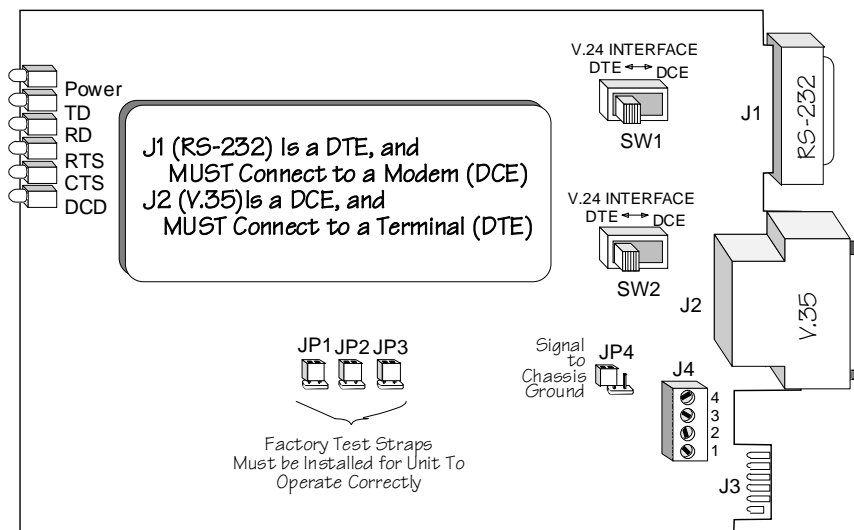 Power
TD
RD
RTS
CTS
DCD
J1 (RS-232) Is a DTE, and
MUST Connect to a Modem (DCE)
J2 (V.35)Is a DCE, and
MUST Connect to a Terminal (DTE)
V.24 INTERFACE
DTE DCE
SW1
V.24 INTERFACE
DTE DCE
SW2
J1
RS-232
J2
V.35
JP1 JP2 JP3
Factory Test Straps
Must be Installed for Unit To
Operate Correctly
Signal
to
Chassis
Ground
JP4
J4
4
3
2
1
J3